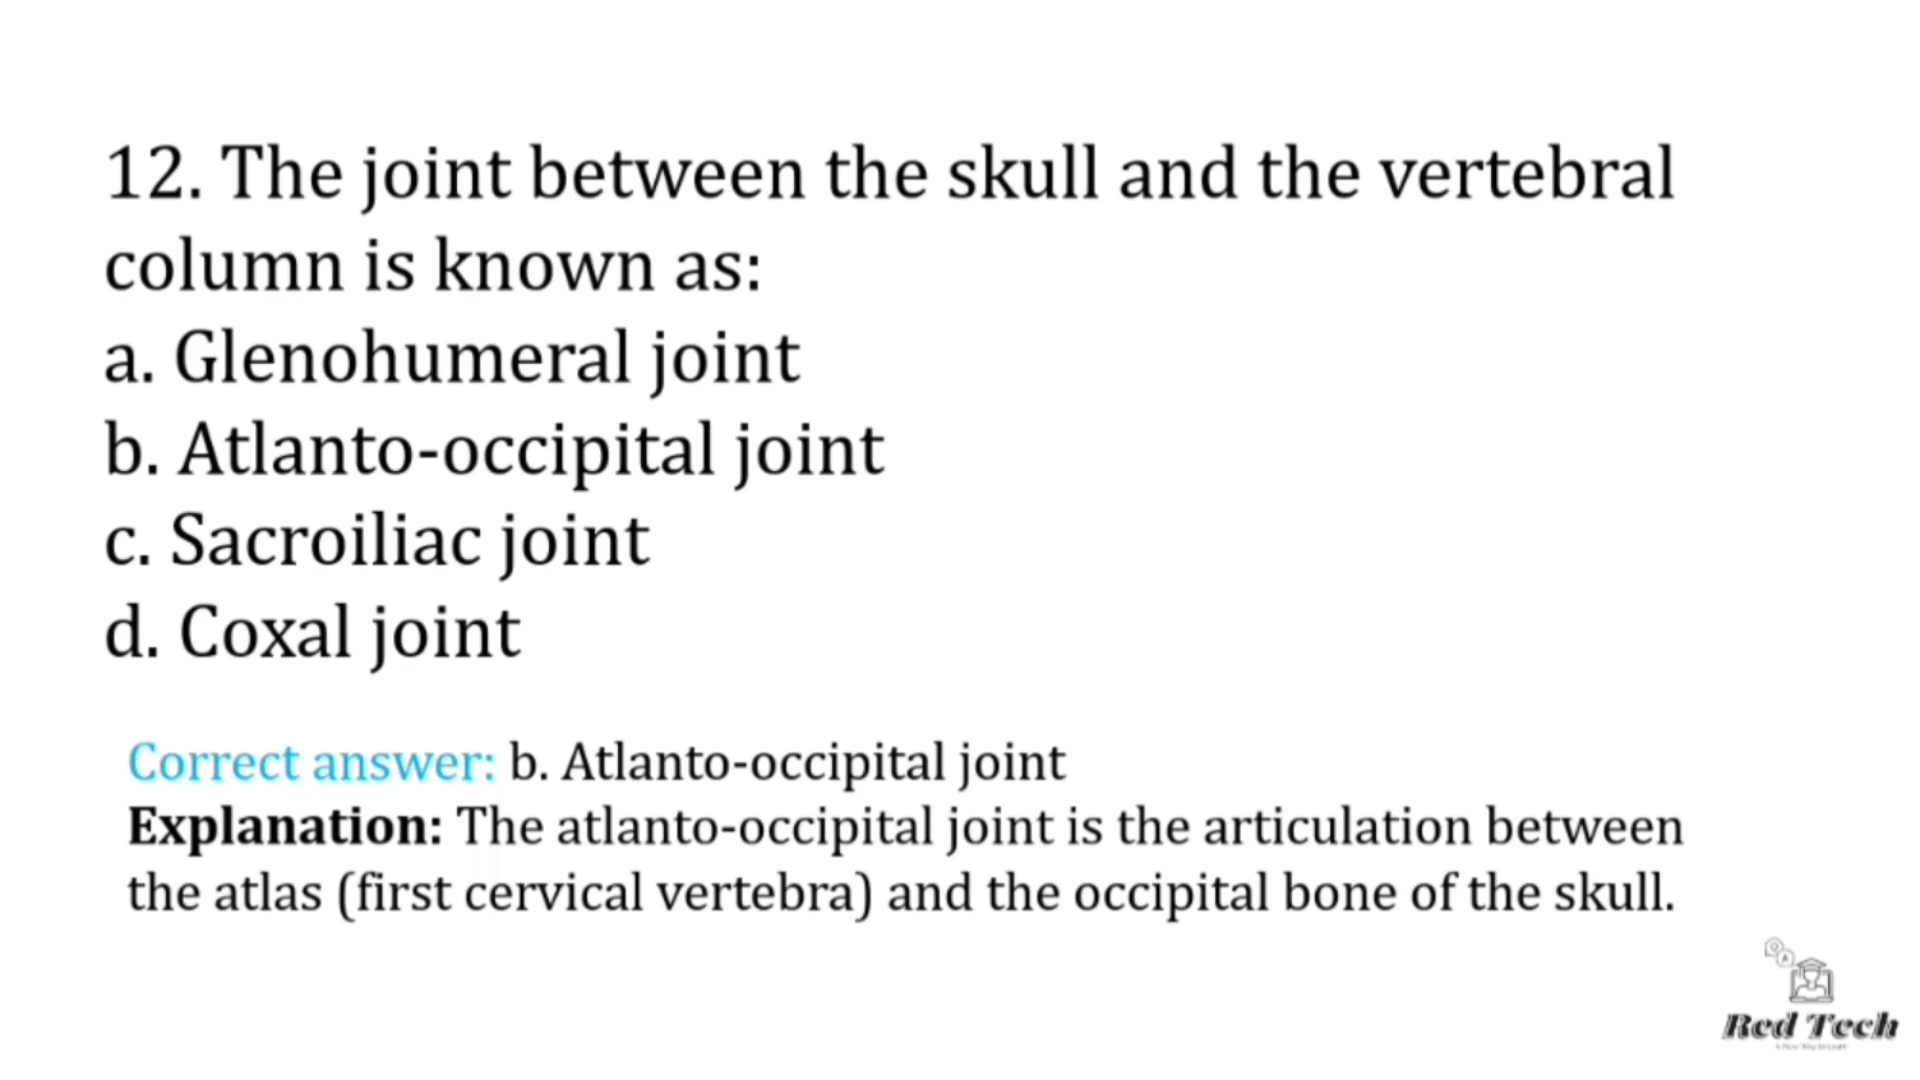 12. The joint between the skull and the vertebral
column is known as:
a. Glenohumeral joint
b. Atlanto-occipital joint
c. Sacroiliac joint
d. Coxal joint
Correct answer: b. Atlanto-occipital joint
Explanation: The atlanto-occipital joint is the articulation between
the atlas (first cervical vertebra) and the occipital bone of the skull.
Q
A
Red Tech